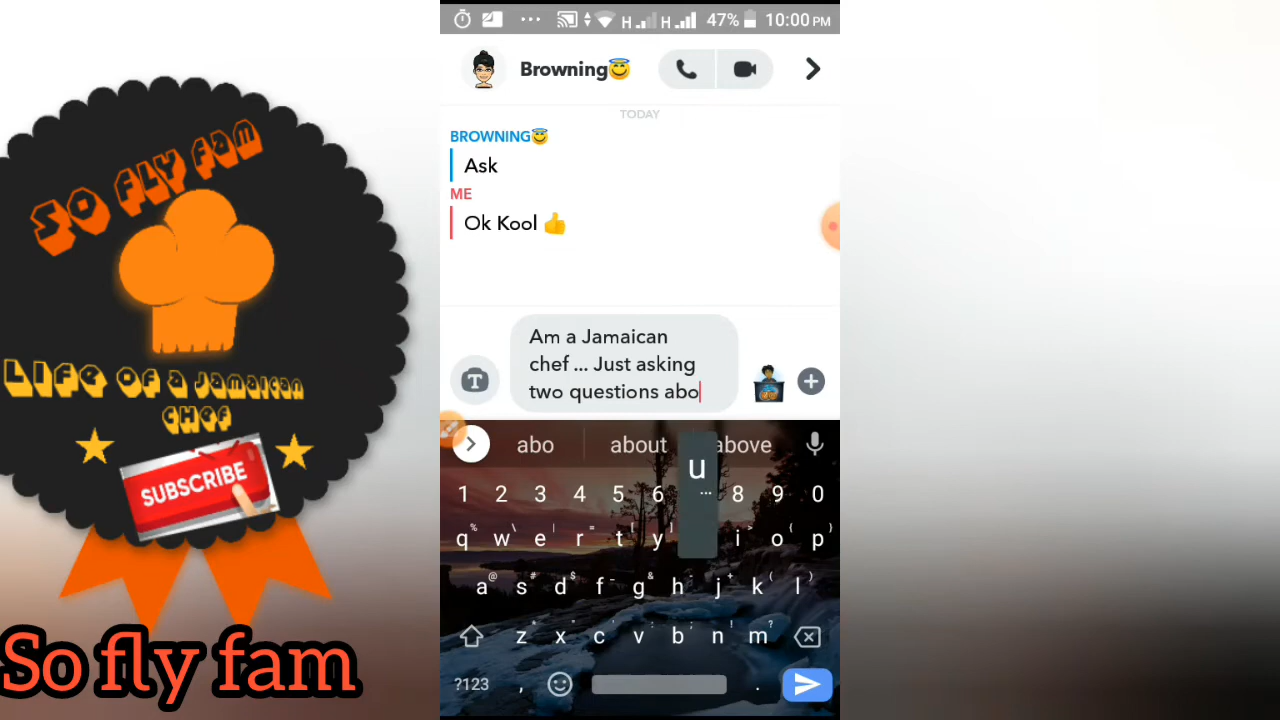 SO FLY FAM
LIFE OF A JAMAICAN
CHEF
SUBSCRIBE
So fly fam
H H 47% 10:00 PM
Browning😇
TODAY
BROWNING😇
Ask
ME
Ok Kool 👍
Am a Jamaican
chef ... Just asking
two questions abo
T
abo about above
u
...
1 2 3 4 5 6 8 9 0
% \ | = [ ] > { }
q w e r t y i o p
@ # $ - & - + ( )
a s d f g h j k l
* " ' : ; ! ?
z x c v b n m
?123 , .